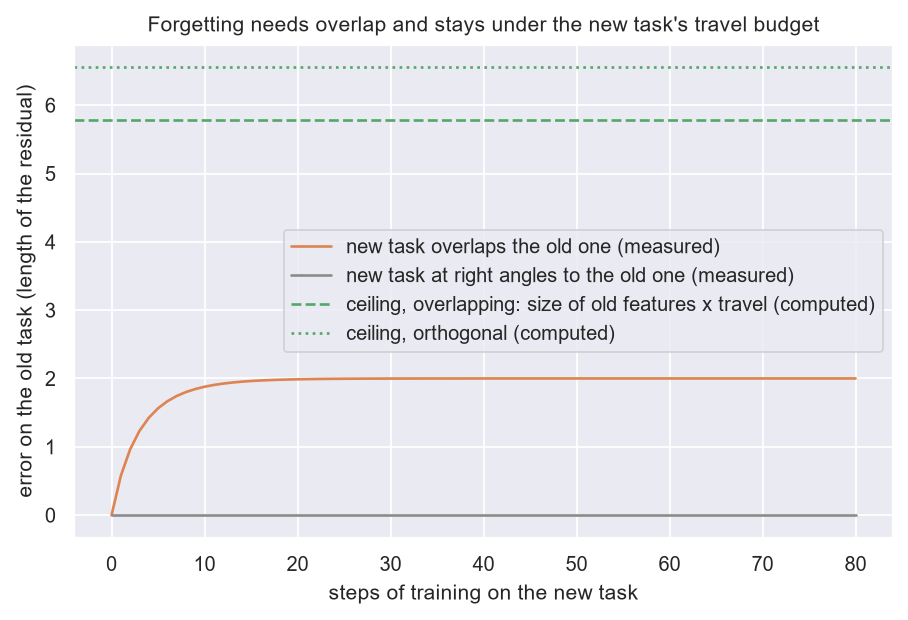 Forgetting needs overlap and stays under the new task's travel budget
error on the old task (length of the residual)
6
5
4
3
2
1
0
new task overlaps the old one (measured)
new task at right angles to the old one (measured)
ceiling, overlapping: size of old features x travel (computed)
ceiling, orthogonal (computed)
0 10 20 30 40 50 60 70 80
steps of training on the new task